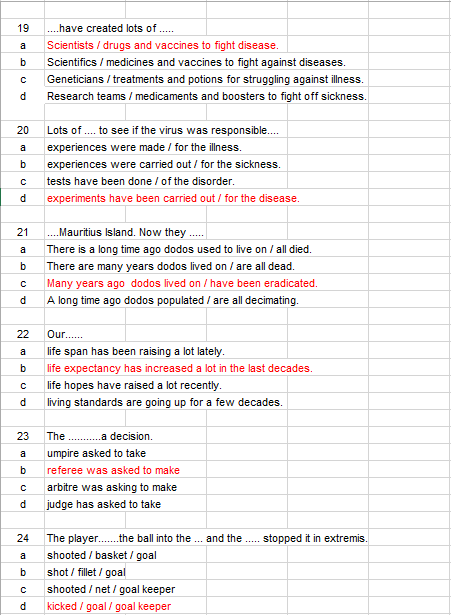 19 ....have created lots of .....
a Scientists / drugs and vaccines to fight disease.
b Scientifics / medicines and vaccines to fight against diseases.
c Geneticians / treatments and potions for struggling against illness.
d Research teams / medicaments and boosters to fight off sickness.
20 Lots of .... to see if the virus was responsible....
a experiences were made / for the illness.
b experiences were carried out / for the sickness.
c tests have been done / of the disorder.
d experiments have been carried out / for the disease.
21 ....Mauritius Island. Now they .....
a There is a long time ago dodos used to live on / all died.
b There are many years dodos lived on / are all dead.
c Many years ago dodos lived on / have been eradicated.
d A long time ago dodos populated / are all decimating.
22 Our......
a life span has been raising a lot lately.
b life expectancy has increased a lot in the last decades.
c life hopes have raised a lot recently.
d living standards are going up for a few decades.
23 The ...........a decision.
a umpire asked to take
b referee was asked to make
c arbitre was asking to make
d judge has asked to take
24 The player.......the ball into the ... and the ..... stopped it in extremis.
a shooted / basket / goal
b shot / fillet / goal
c shooted / net / goal keeper
d kicked / goal / goal keeper